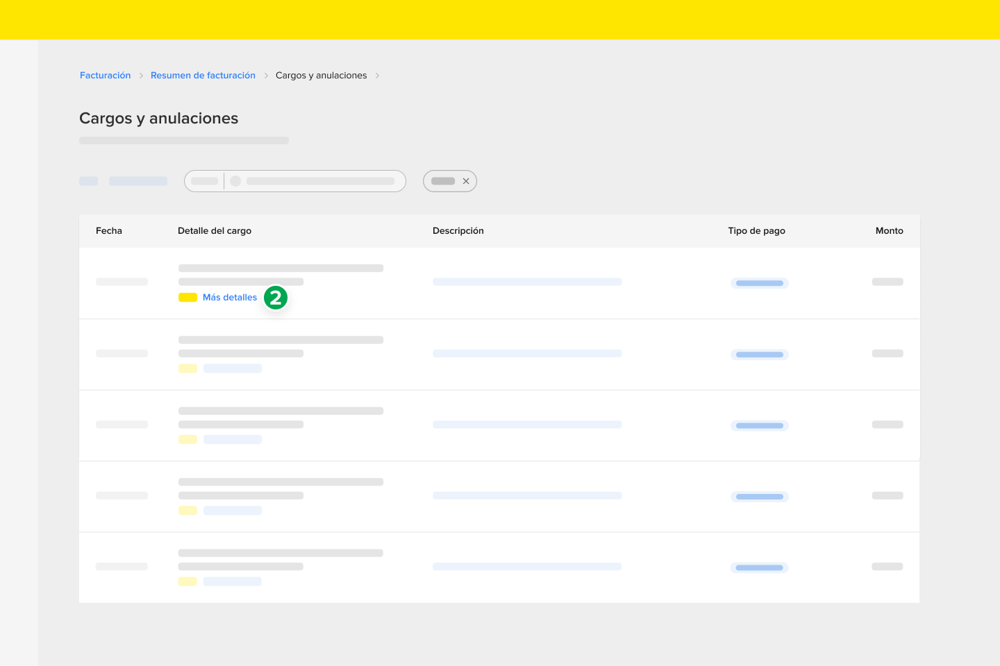 Facturación > Resumen de facturación > Cargos y anulaciones >
Cargos y anulaciones
Fecha Detalle del cargo Descripción Tipo de pago Monto
Más detalles 2